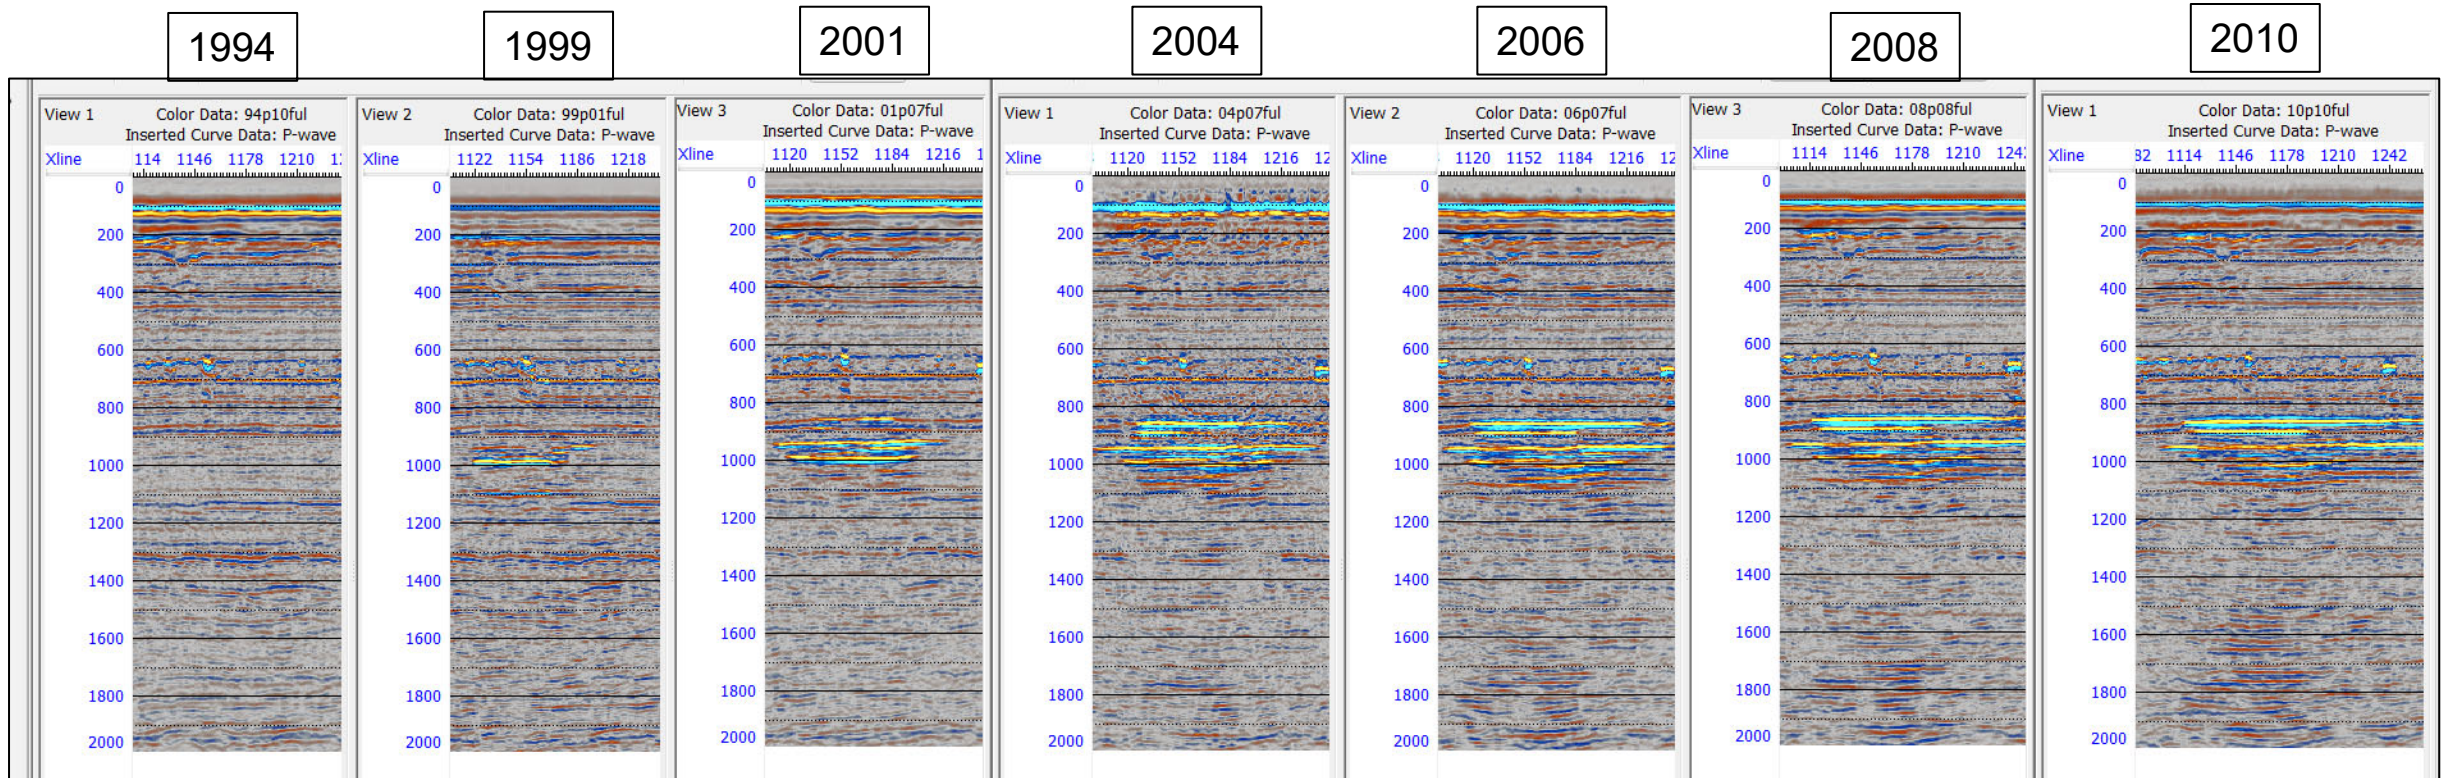 1994
1999
2001
2004
2006
2008
2010
View 1
Color Data: 94p10ful
Inserted Curve Data: P-wave
Xline
114 1146 1178 1210
0
200
400
600
800
1000
1200
1400
1600
1800
2000
View 2
Color Data: 99p01ful
Inserted Curve Data: P-wave
Xline
1122 1154 1186 1218
0
200
400
600
800
1000
1200
1400
1600
1800
2000
View 3
Color Data: 01p07ful
Inserted Curve Data: P-wave
Xline
1120 1152 1184 1216 1
0
200
400
600
800
1000
1200
1400
1600
1800
2000
View 1
Color Data: 04p07ful
Inserted Curve Data: P-wave
Xline
1120 1152 1184 1216 12
0
200
400
600
800
1000
1200
1400
1600
1800
2000
View 2
Color Data: 06p07ful
Inserted Curve Data: P-wave
Xline
1120 1152 1184 1216 12
0
200
400
600
800
1000
1200
1400
1600
1800
2000
View 3
Color Data: 08p08ful
Inserted Curve Data: P-wave
Xline
1114 1146 1178 1210 124
0
200
400
600
800
1000
1200
1400
1600
1800
2000
View 1
Color Data: 10p10ful
Inserted Curve Data: P-wave
Xline
82 1114 1146 1178 1210 1242
0
200
400
600
800
1000
1200
1400
1600
1800
2000